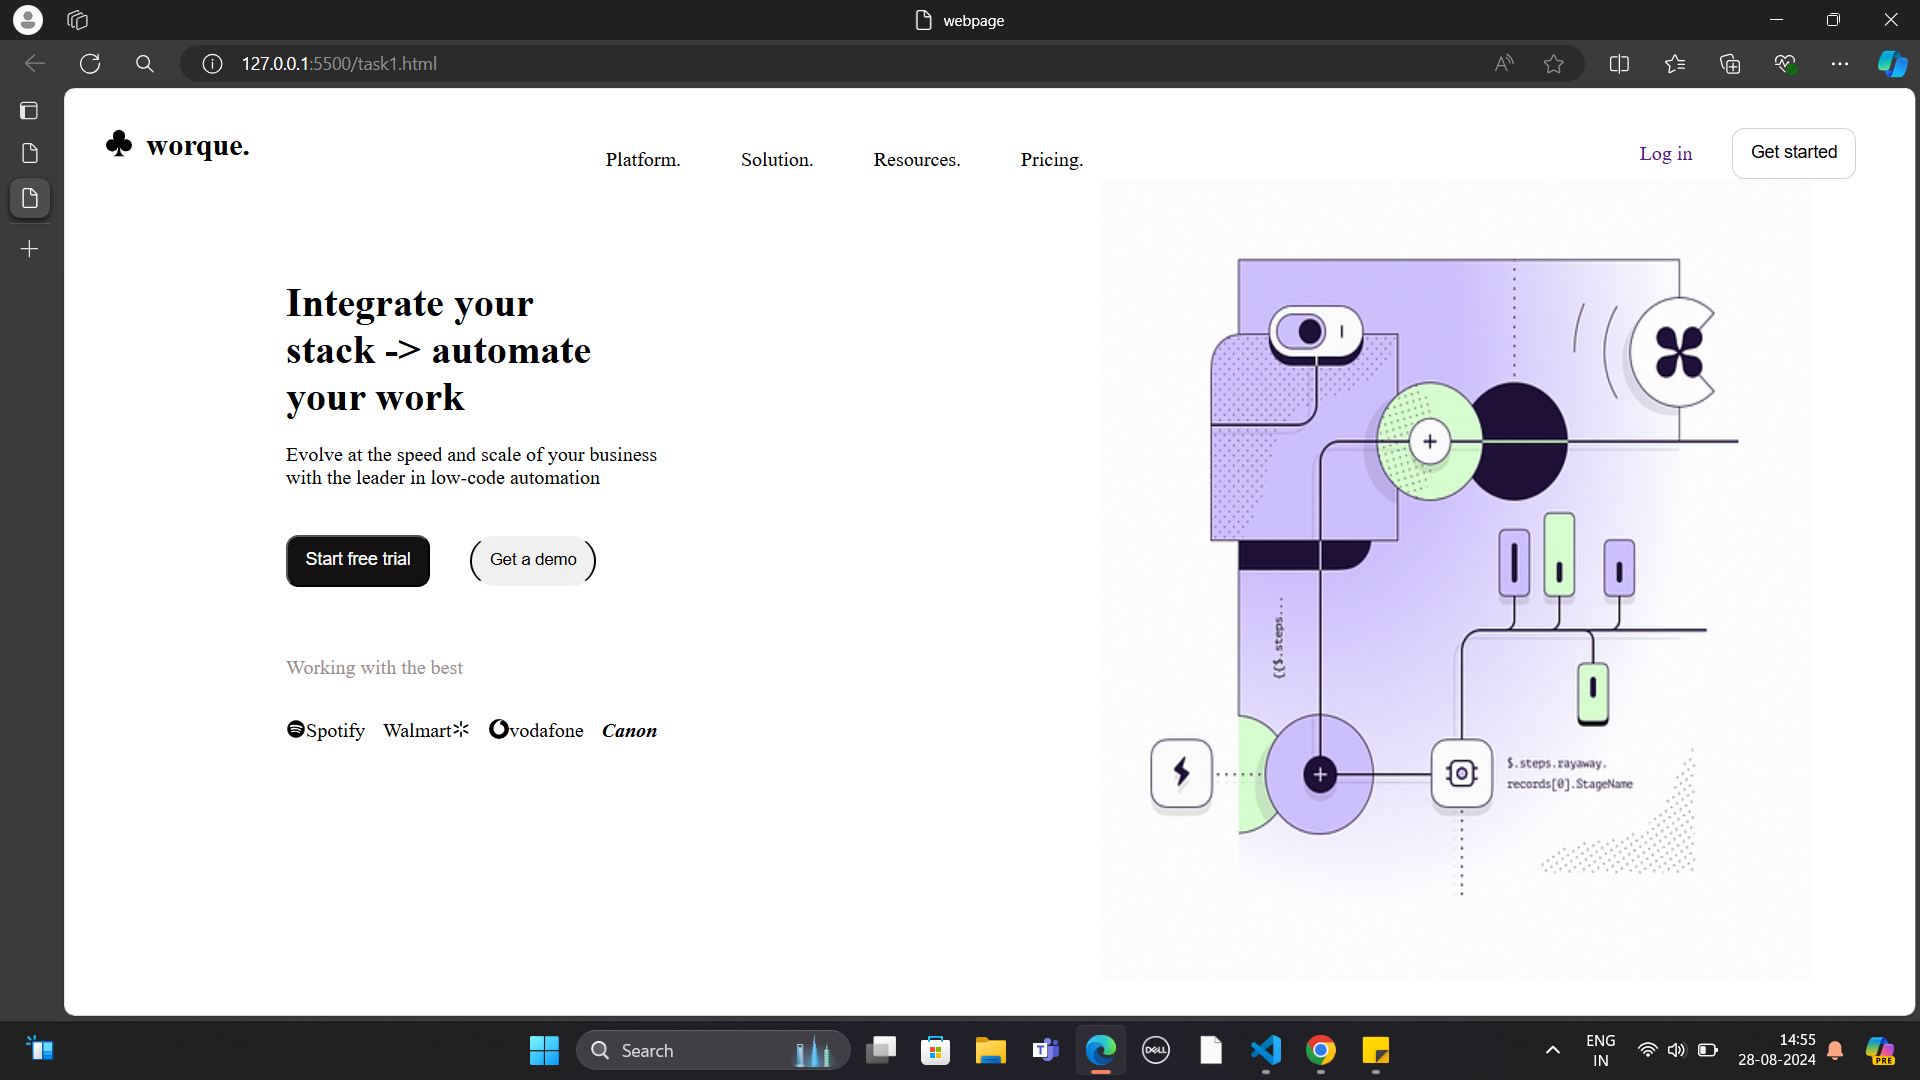 webpage
127.0.0.1:5500/task1.html
worque.
Platform. Solution. Resources. Pricing.
Log in
Get started
Integrate your
stack -> automate
your work
Evolve at the speed and scale of your business
with the leader in low-code automation
Start free trial
Get a demo
Working with the best
Spotify Walmart vodafone Canon
{{$.steps...
$.steps.rayaway.
records[0].StageName
Search
DELL
ENG
IN
14:55
28-08-2024
PRE